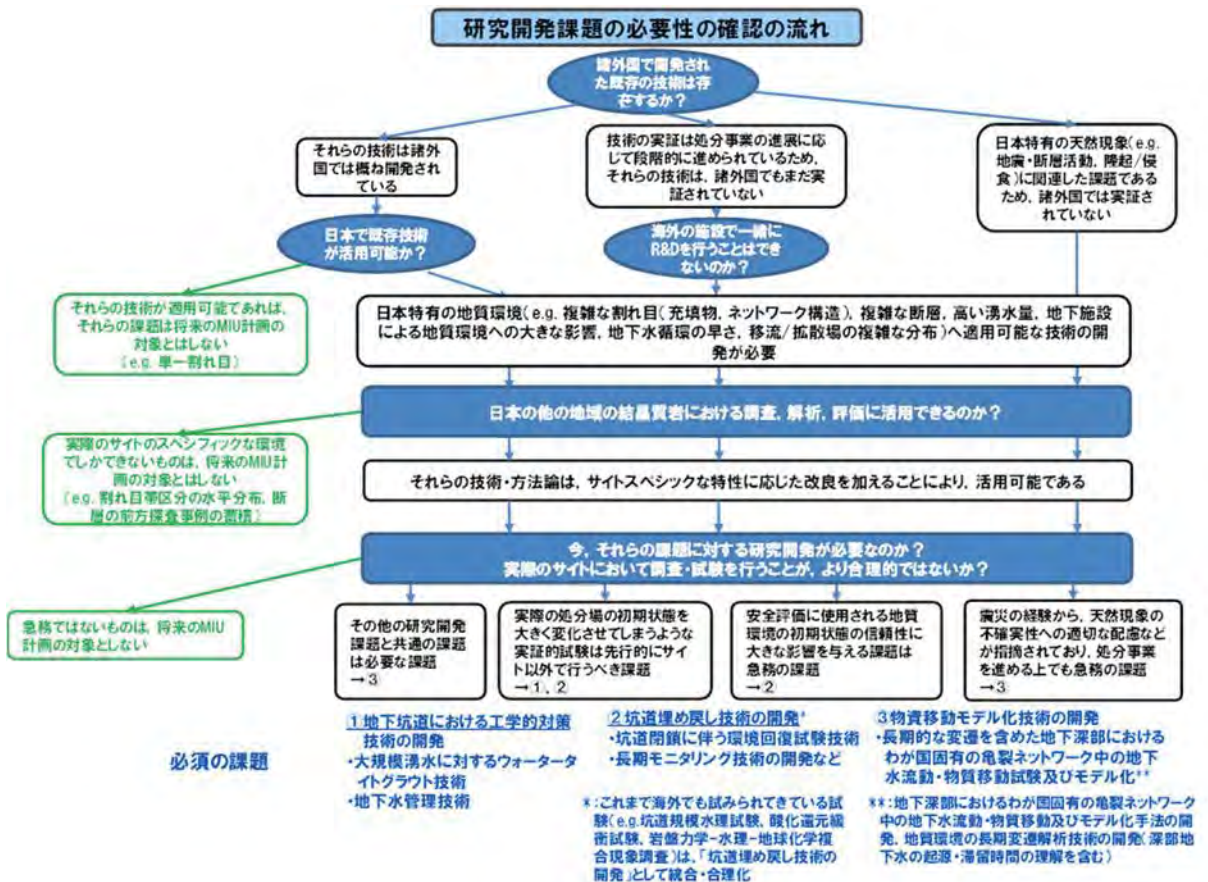 研究開発課題の必要性の確認の流れ
諸外国で開発され
た既存の技術は存
在するか？
それらの技術は諸外
国では概ね開発され
ている
技術の実証は処分事業の進展に応
じて段階的に進められているため，
それらの技術は，諸外国でもまだ実
証されていない
日本特有の天然現象(e.g.
地震・断層活動，隆起/侵
食)に関連した課題である
ため，諸外国では実証さ
れていない
日本で既存技術
が活用可能か？
海外の施設で一緒に
R&Dを行うことはでき
ないのか？
それらの技術が適用可能であれば，
それらの課題は将来のMIU計画の
対象とはしない
(e.g. 単一割れ目)
日本特有の地質環境(e.g. 複雑な割れ目(充填物，ネットワーク構造)，複雑な断層，高い湧水量，地下施設
による地質環境への大きな影響，地下水循環の早さ，移流/拡散場の複雑な分布)へ適用可能な技術の開
発が必要
日本の他の地域の結晶質岩における調査，解析，評価に活用できるのか？
実際のサイトのスペシフィックな環境
でしかできないものは，将来のMIU計
画の対象とはしない
(e.g. 割れ目帯区分の水平分布，断
層の前方探査事例の蓄積)
それらの技術・方法論は，サイトスペシックな特性に応じた改良を加えることにより，活用可能である
今，それらの課題に対する研究開発が必要なのか？
実際のサイトにおいて調査・試験を行うことが，より合理的ではないか？
急務ではないものは，将来のMIU
計画の対象としない
その他の研究開発
課題と共通の課題
は必要な課題
→③
実際の処分場の初期状態を
大きく変化させてしまうような
実証的試験は先行的にサイ
ト以外で行うべき課題
→①，②
安全評価に使用される地質
環境の初期状態の信頼性に
大きな影響を与える課題は
急務の課題
→②
震災の経験から，天然現象の
不確実性への適切な配慮など
が指摘されており，処分事業
を進める上でも急務の課題
→③
必須の課題
①地下坑道における工学的対策
技術の開発
・大規模湧水に対するウォータータ
イトグラウト技術
・地下水管理技術
②坑道埋め戻し技術の開発*
・坑道閉鎖に伴う環境回復試験技術
・長期モニタリング技術の開発など
*：これまで海外でも試みられてきている試
験(e.g.坑道規模水理試験，酸化還元緩
衝試験，岩盤力学-水理-地球化学複
合現象調査)は，「坑道埋め戻し技術の
開発」として統合・合理化
③物資移動モデル化技術の開発
・長期的な変遷を含めた地下深部における
わが国固有の亀裂ネットワーク中の地下
水流動・物質移動試験及びモデル化**
**：地下深部におけるわが国固有の亀裂ネットワーク
中の地下水流動・物質移動及びモデル化手法の開
発，地質環境の長期変遷解析技術の開発(深部地
下水の起源・滞留時間の理解を含む)